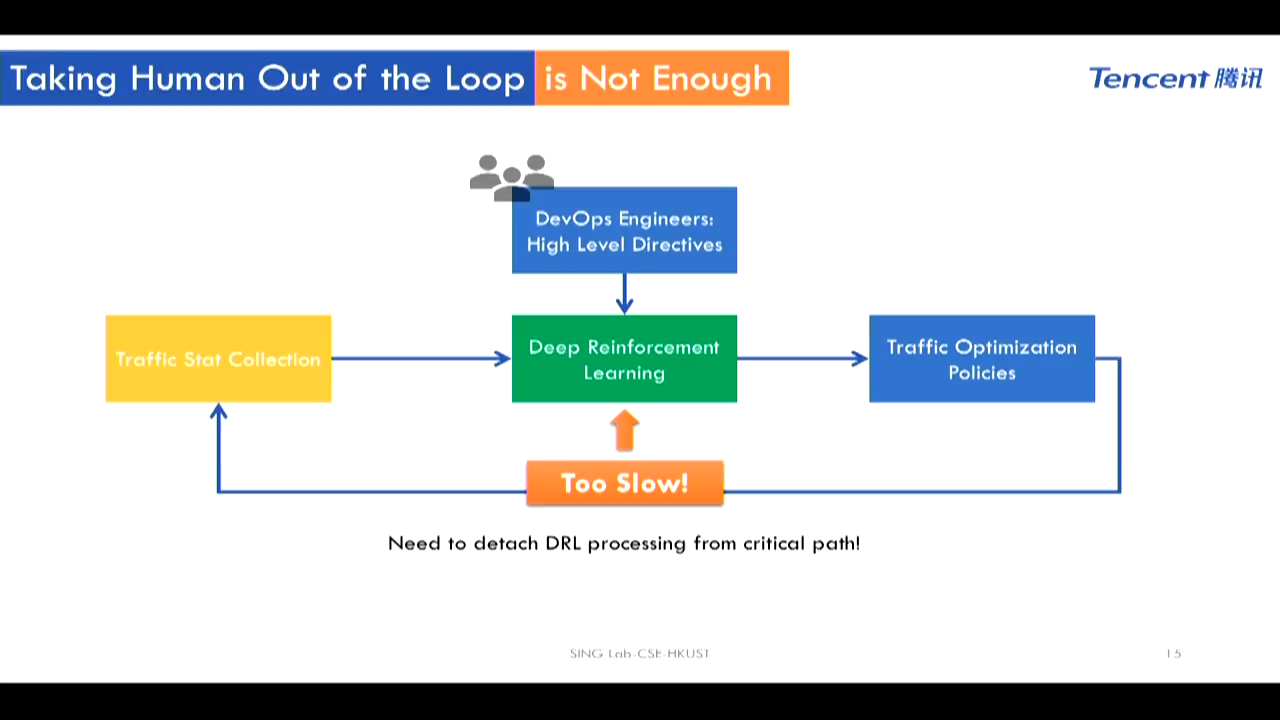 Taking Human Out of the Loop is Not Enough
Tencent 腾讯
DevOps Engineers:
High Level Directives
Traffic Stat Collection
Deep Reinforcement
Learning
Traffic Optimization
Policies
Too Slow!
Need to detach DRL processing from critical path!
SING Lab-CSE-HKUST
15